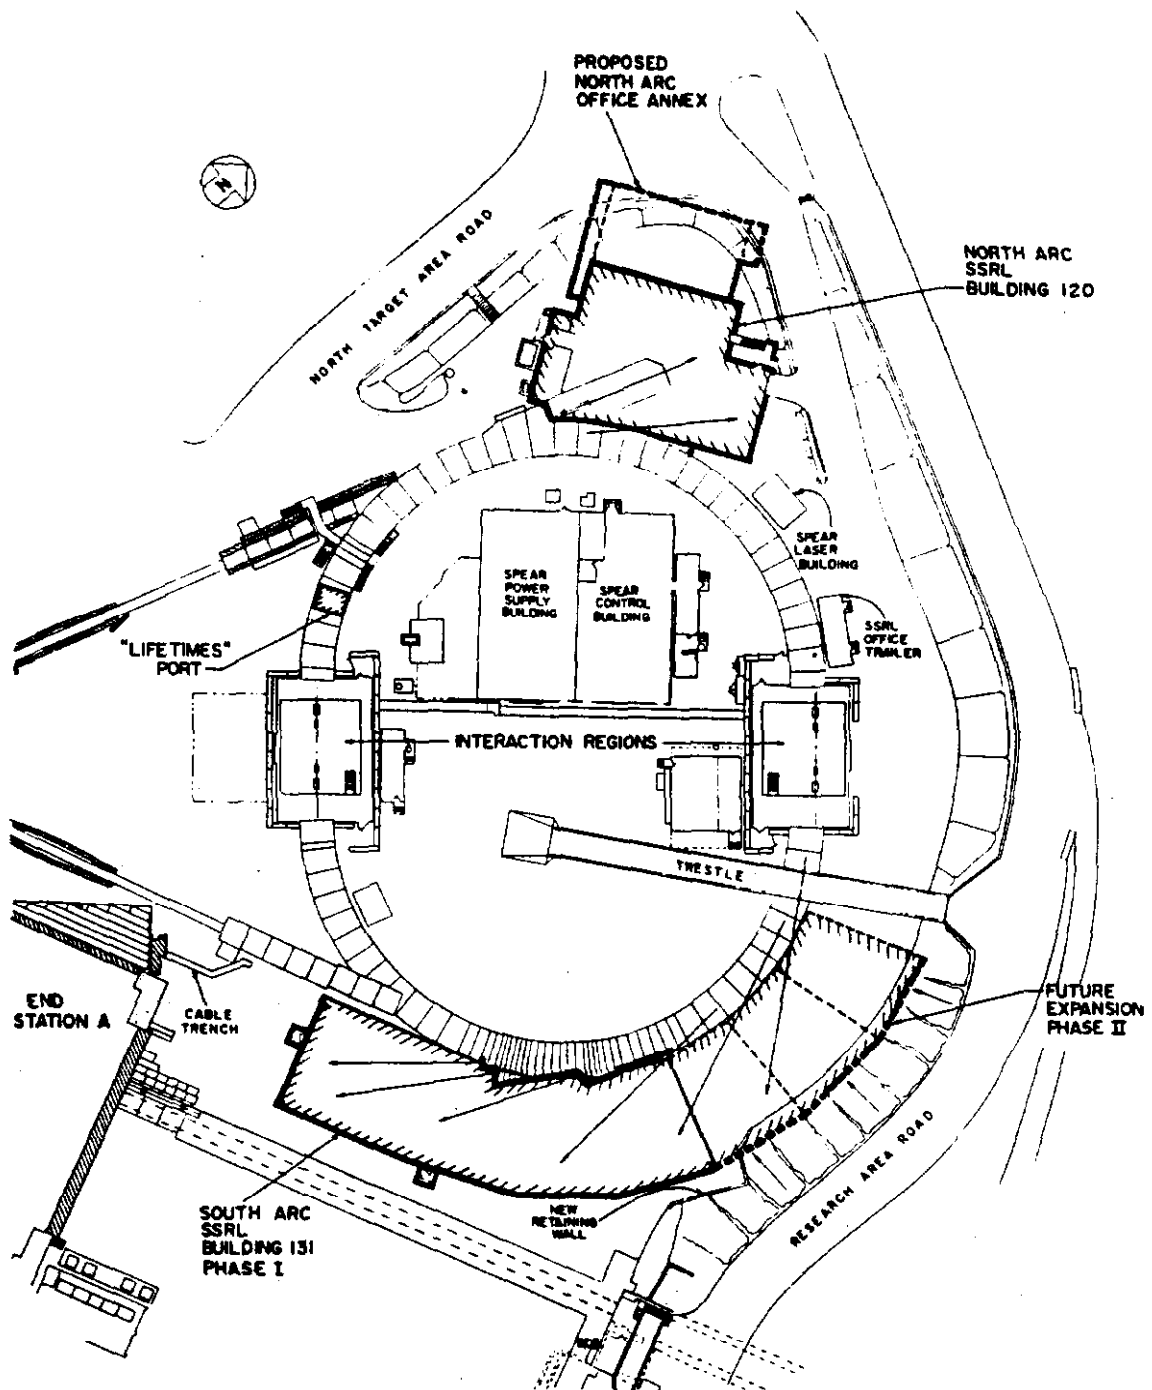 PROPOSED
NORTH ARC
OFFICE ANNEX
N
NORTH TARGET AREA ROAD
NORTH ARC
SSRL
BUILDING 120
SPEAR
LASER
BUILDING
SPEAR
POWER
SUPPLY
BUILDING
SPEAR
CONTROL
BUILDING
SSRL
OFFICE
TRAILER
"LIFETIMES"
PORT
INTERACTION REGIONS
TRESTLE
END
STATION A
CABLE
TRENCH
FUTURE
EXPANSION
PHASE II
RESEARCH AREA ROAD
SOUTH ARC
SSRL
BUILDING 131
PHASE I
NEW
RETAINING
WALL